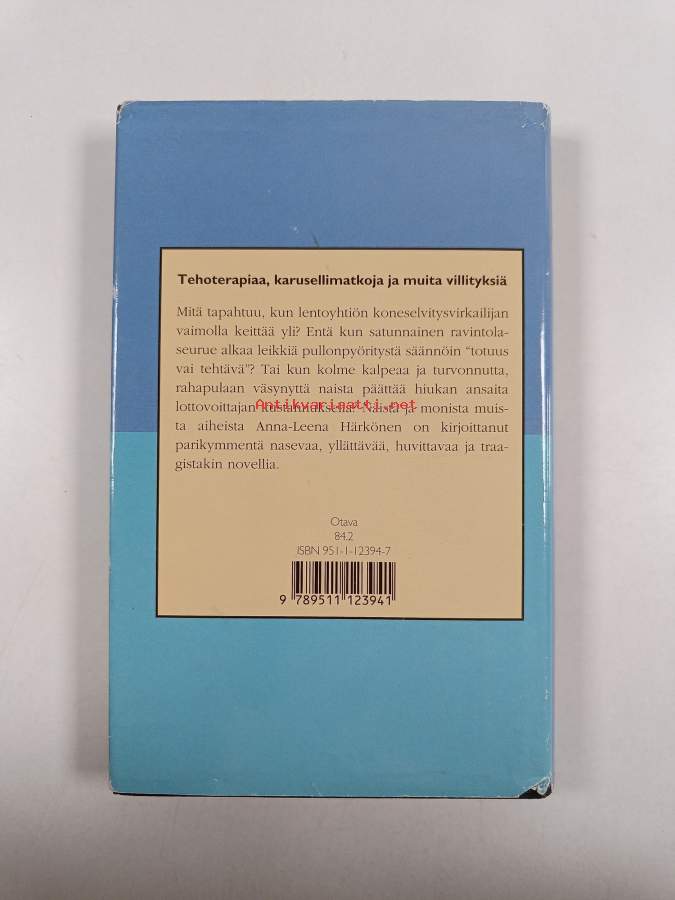 Tehoterapiaa, karusellimatkoja ja muita villityksiä
Mitä tapahtuu, kun lentoyhtiön koneselvitysvirkailijan
vaimolla keittää yli? Entä kun satunnainen ravintola-
seurue alkaa leikkiä pullonpyöritystä säännöin “totuus
vai tehtävä”? Tai kun kolme kalpeaa ja turvonnutta,
rahapulaan väsynyttä naista päättää hiukan ansaita
Antikvariaatti.net
lottovoittajan kustannuksella? Näistä ja monista muis-
ta aiheista Anna-Leena Härkönen on kirjoittanut
parikymmentä nasevaa, yllättävää, huvittavaa ja traa-
gistakin novellia.
Otava
84.2
ISBN 951-1-12394-7
9 789511 123941